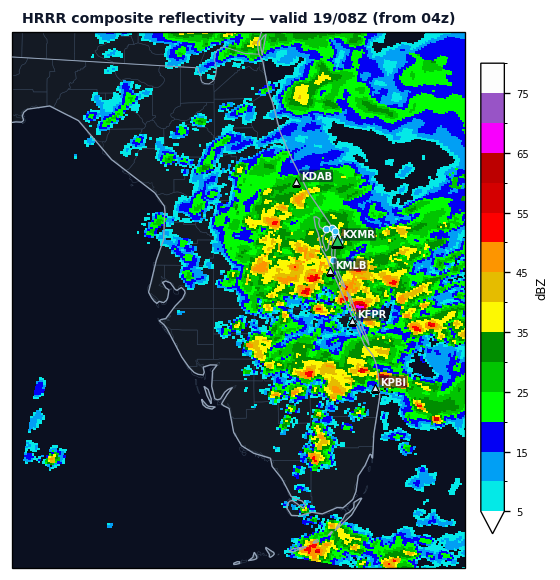 HRRR composite reflectivity — valid 19/08Z (from 04z)
KDAB
KXMR
KMLB
KFPR
KPBI
75
65
55
45
35
25
15
5
dBZ